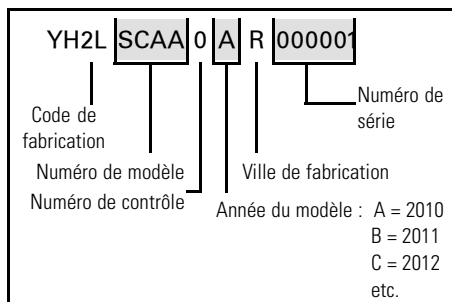 YH2L SCAA 0 A R 000001
Code de
fabrication
Numéro de
série
Numéro de modèle
Ville de fabrication
Numéro de contrôle
Année du modèle : A = 2010
B = 2011
C = 2012
etc.